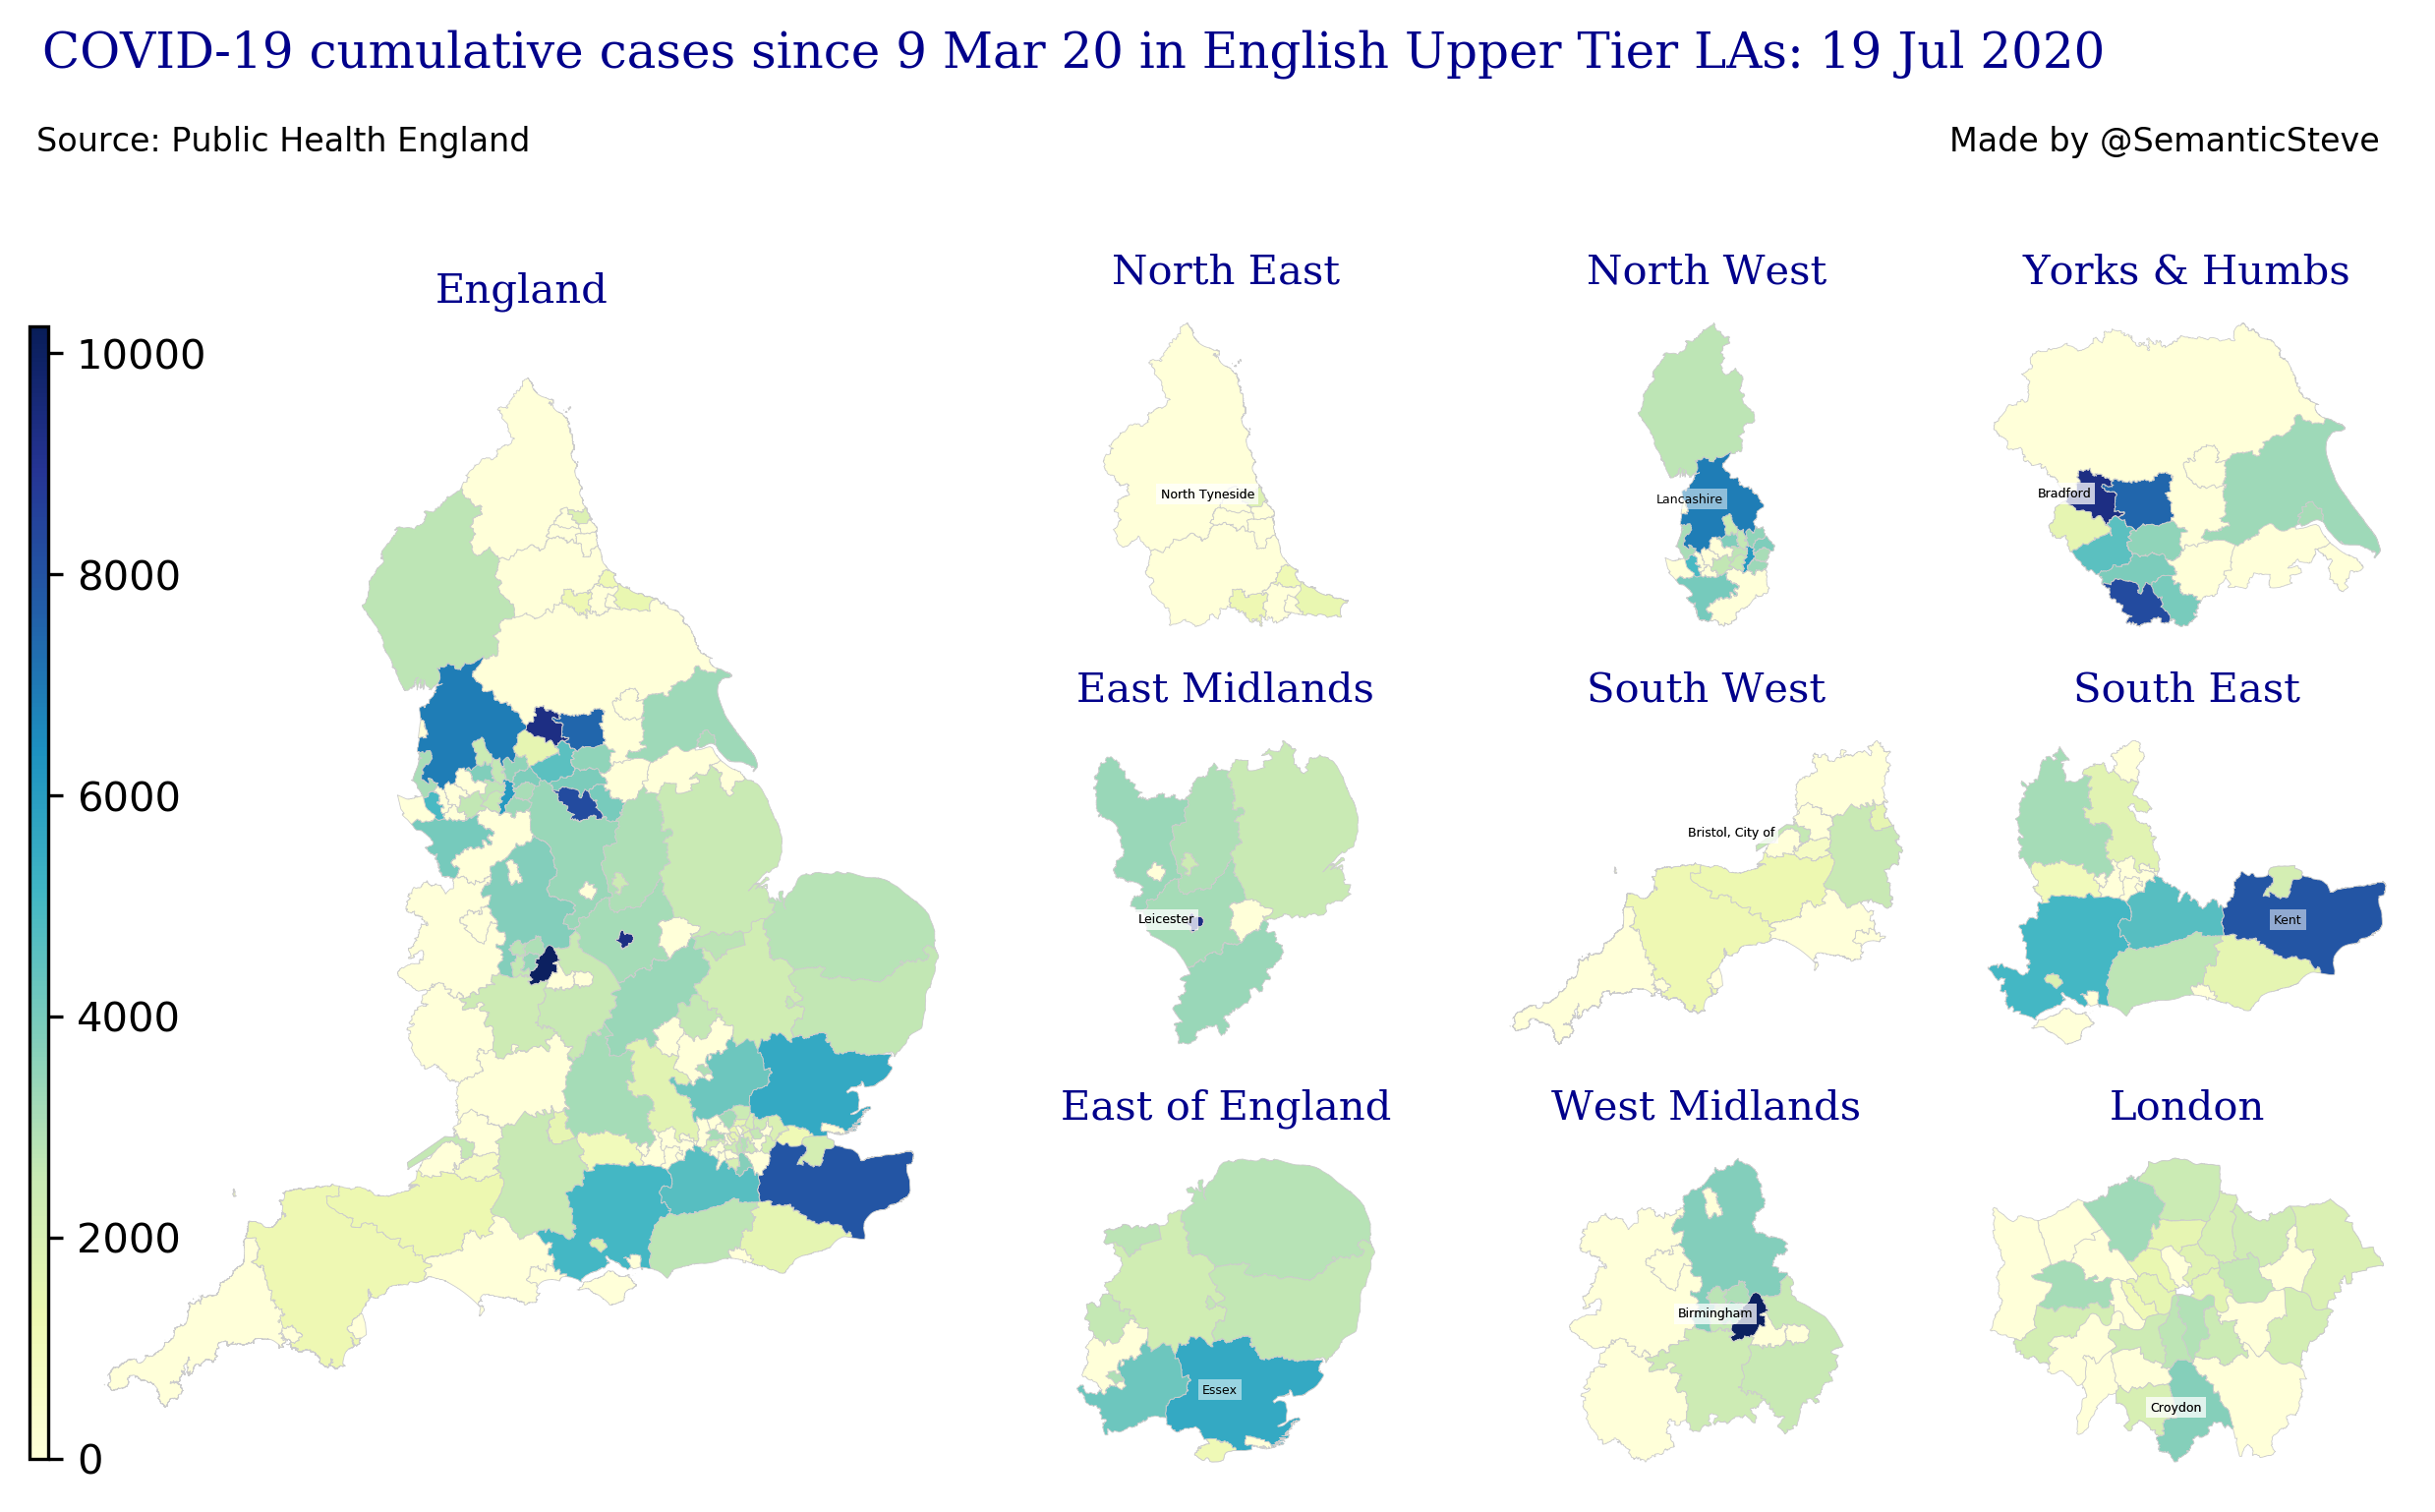 COVID-19 cumulative cases since 9 Mar 20 in English Upper Tier LAs: 19 Jul 2020
Source: Public Health England
Made by @SemanticSteve
England
10000
8000
6000
4000
2000
0
North East
North Tyneside
North West
Lancashire
Yorks & Humbs
Bradford
East Midlands
Leicester
South West
Bristol, City of
South East
Kent
East of England
Essex
West Midlands
Birmingham
London
Croydon